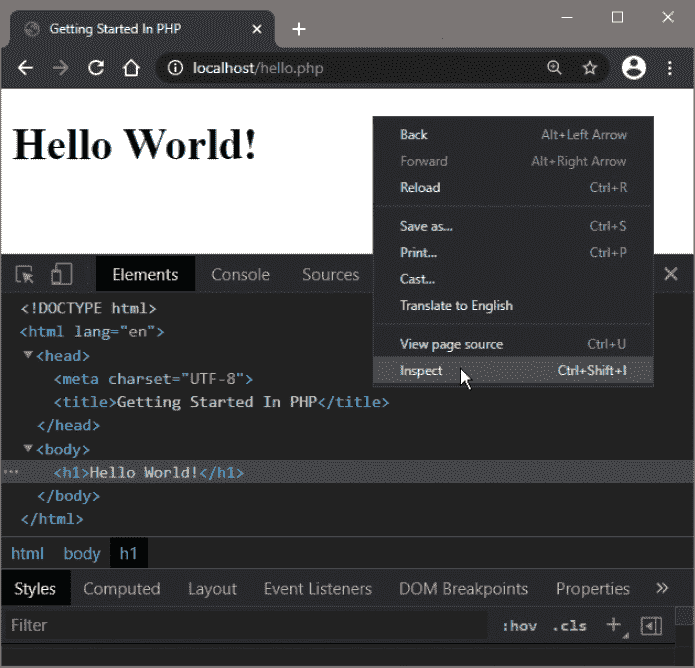 Getting Started In PHP
localhost/hello.php
Hello World!
Back Alt+Left Arrow
Forward Alt+Right Arrow
Reload Ctrl+R
Save as... Ctrl+S
Print... Ctrl+P
Cast...
Translate to English
View page source Ctrl+U
Inspect Ctrl+Shift+I
Elements Console Sources
<!DOCTYPE html>
<html lang="en">
<head>
<meta charset="UTF-8">
<title>Getting Started In PHP</title>
</head>
<body>
<h1>Hello World!</h1>
</body>
</html>
html body h1
Styles Computed Layout Event Listeners DOM Breakpoints Properties »
Filter :hov .cls +